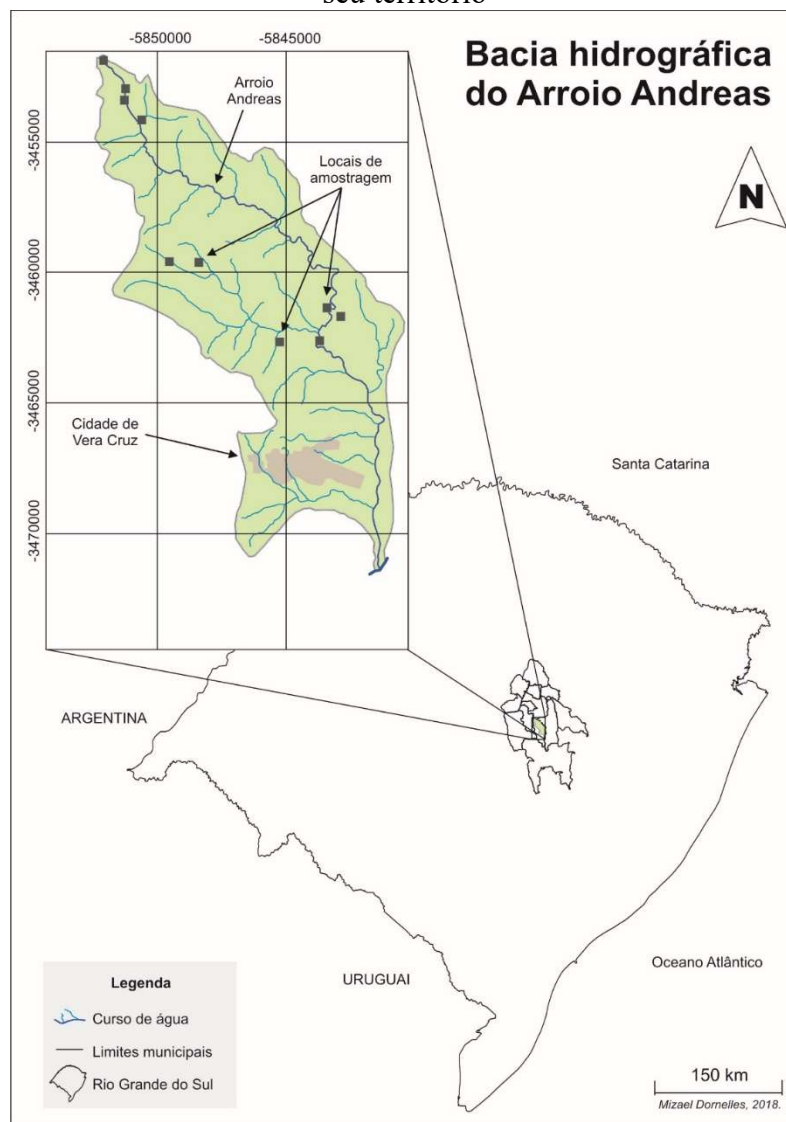 seu território
Bacia hidrográfica
do Arroio Andreas
-5850000
-5845000
Arroio
Andreas
-3455000
Locais de
amostragem
N
-3460000
-3465000
Cidade de
Vera Cruz
-3470000
Santa Catarina
ARGENTINA
URUGUAI
Oceano Atlântico
Legenda
Curso de água
Limites municipais
Rio Grande do Sul
150 km
Mizael Dornelles, 2018.